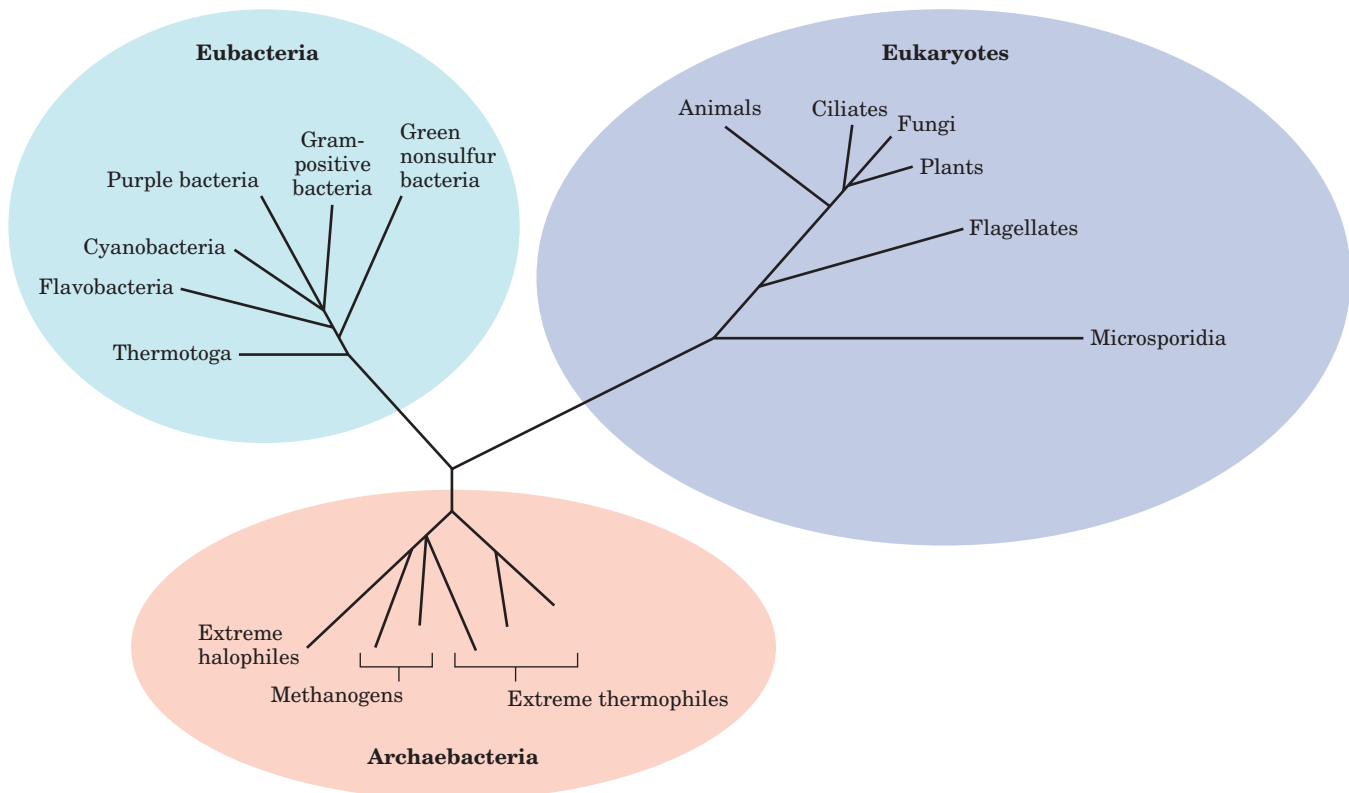 Eubacteria
Purple bacteria
Gram-
positive
bacteria
Green
nonsulfur
bacteria
Cyanobacteria
Flavobacteria
Thermotoga
Eukaryotes
Animals
Ciliates
Fungi
Plants
Flagellates
Microsporidia
Extreme
halophiles
Methanogens
Extreme thermophiles
Archaebacteria